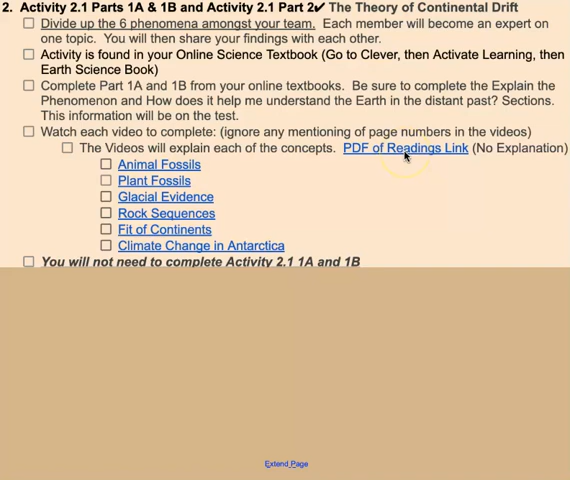 2. Activity 2.1 Parts 1A & 1B and Activity 2.1 Part 2✔ The Theory of Continental Drift
Divide up the 6 phenomena amongst your team. Each member will become an expert on
one topic. You will then share your findings with each other.
Activity is found in your Online Science Textbook (Go to Clever, then Activate Learning, then
Earth Science Book)
Complete Part 1A and 1B from your online textbooks. Be sure to complete the Explain the
Phenomenon and How does it help me understand the Earth in the distant past? Sections.
This information will be on the test.
Watch each video to complete: (ignore any mentioning of page numbers in the videos)
The Videos will explain each of the concepts. PDF of Readings Link (No Explanation)
Animal Fossils
Plant Fossils
Glacial Evidence
Rock Sequences
Fit of Continents
Climate Change in Antarctica
You will not need to complete Activity 2.1 1A and 1B
Extend Page